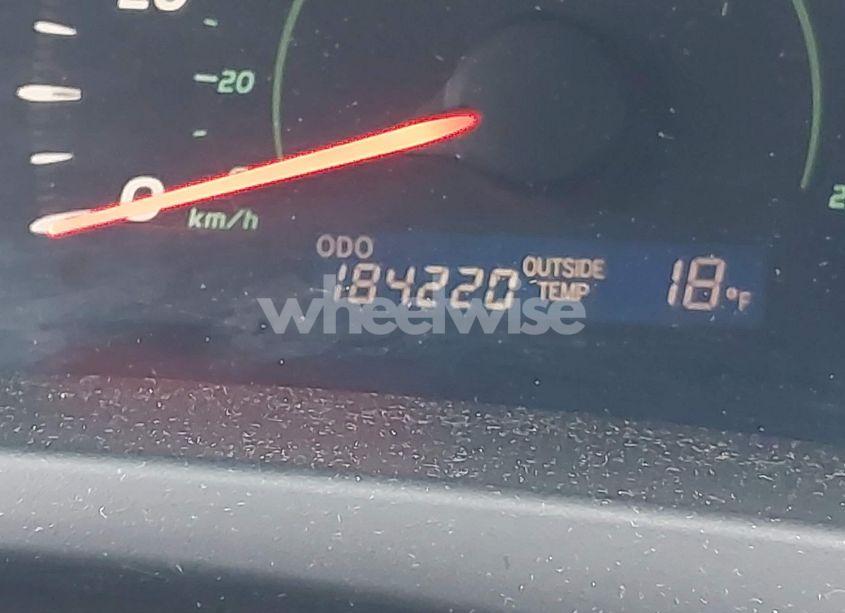 20
0
km/h
ODO
184220
OUTSIDE
TEMP
18°F
wheelwise